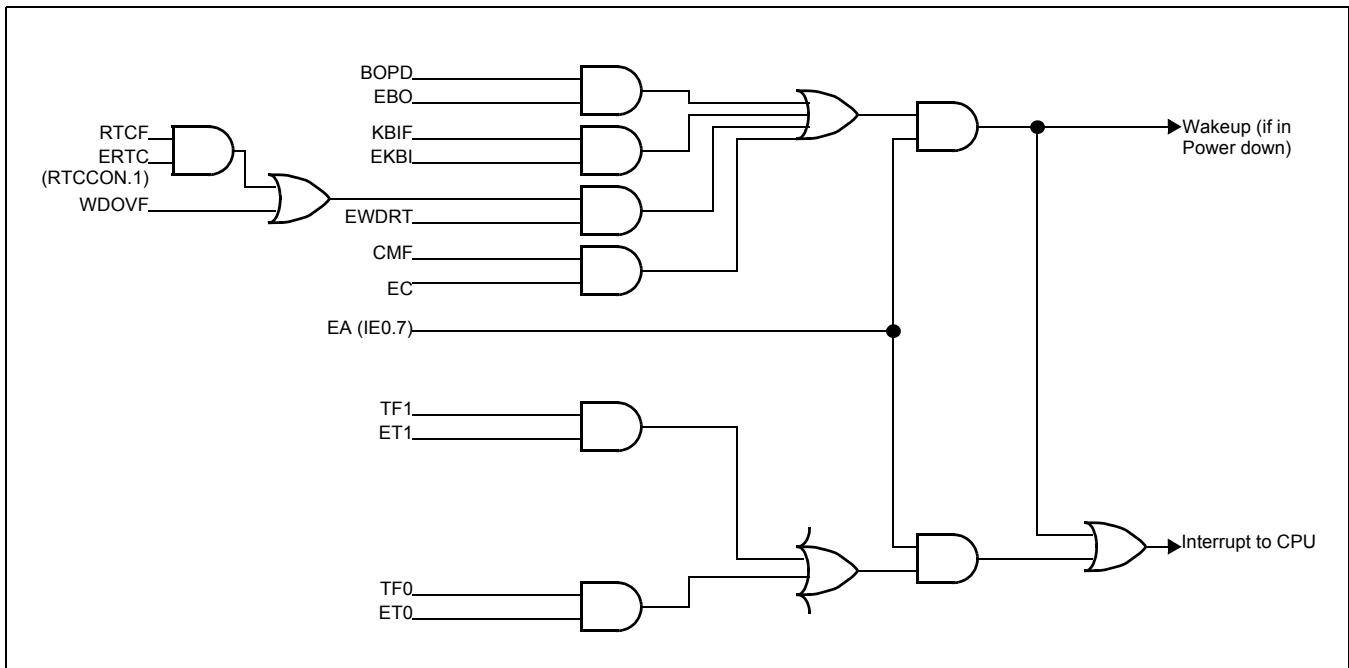 BOPD
EBO
RTCF
ERTC
(RTCCON.1)
WDOVF
KBIF
EKBI
EWDRT
CMF
EC
EA (IE0.7)
TF1
ET1
TF0
ET0
Wakeup (if in
Power down)
Interrupt to CPU